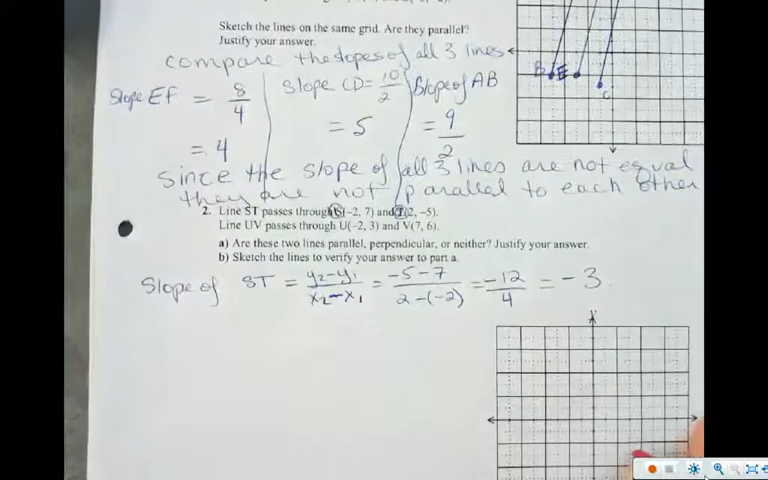 Sketch the lines on the same grid. Are they parallel?
Justify your answer.
compare the slopes of all 3 lines
Slope EF = 8/4
= 4
Slope CD = 10/2
= 5
Slope of AB
= 9/2
B E
C
since the slope of all 3 lines are not equal
they are not parallel to each other
2. Line ST passes through S(–2, 7) and T(2, –5).
Line UV passes through U(–2, 3) and V(7, 6).
a) Are these two lines parallel, perpendicular, or neither? Justify your answer.
b) Sketch the lines to verify your answer to part a.
Slope of ST = y₂-y₁/x₂-x₁ = -5-7/2-(-2) = -12/4 = -3.